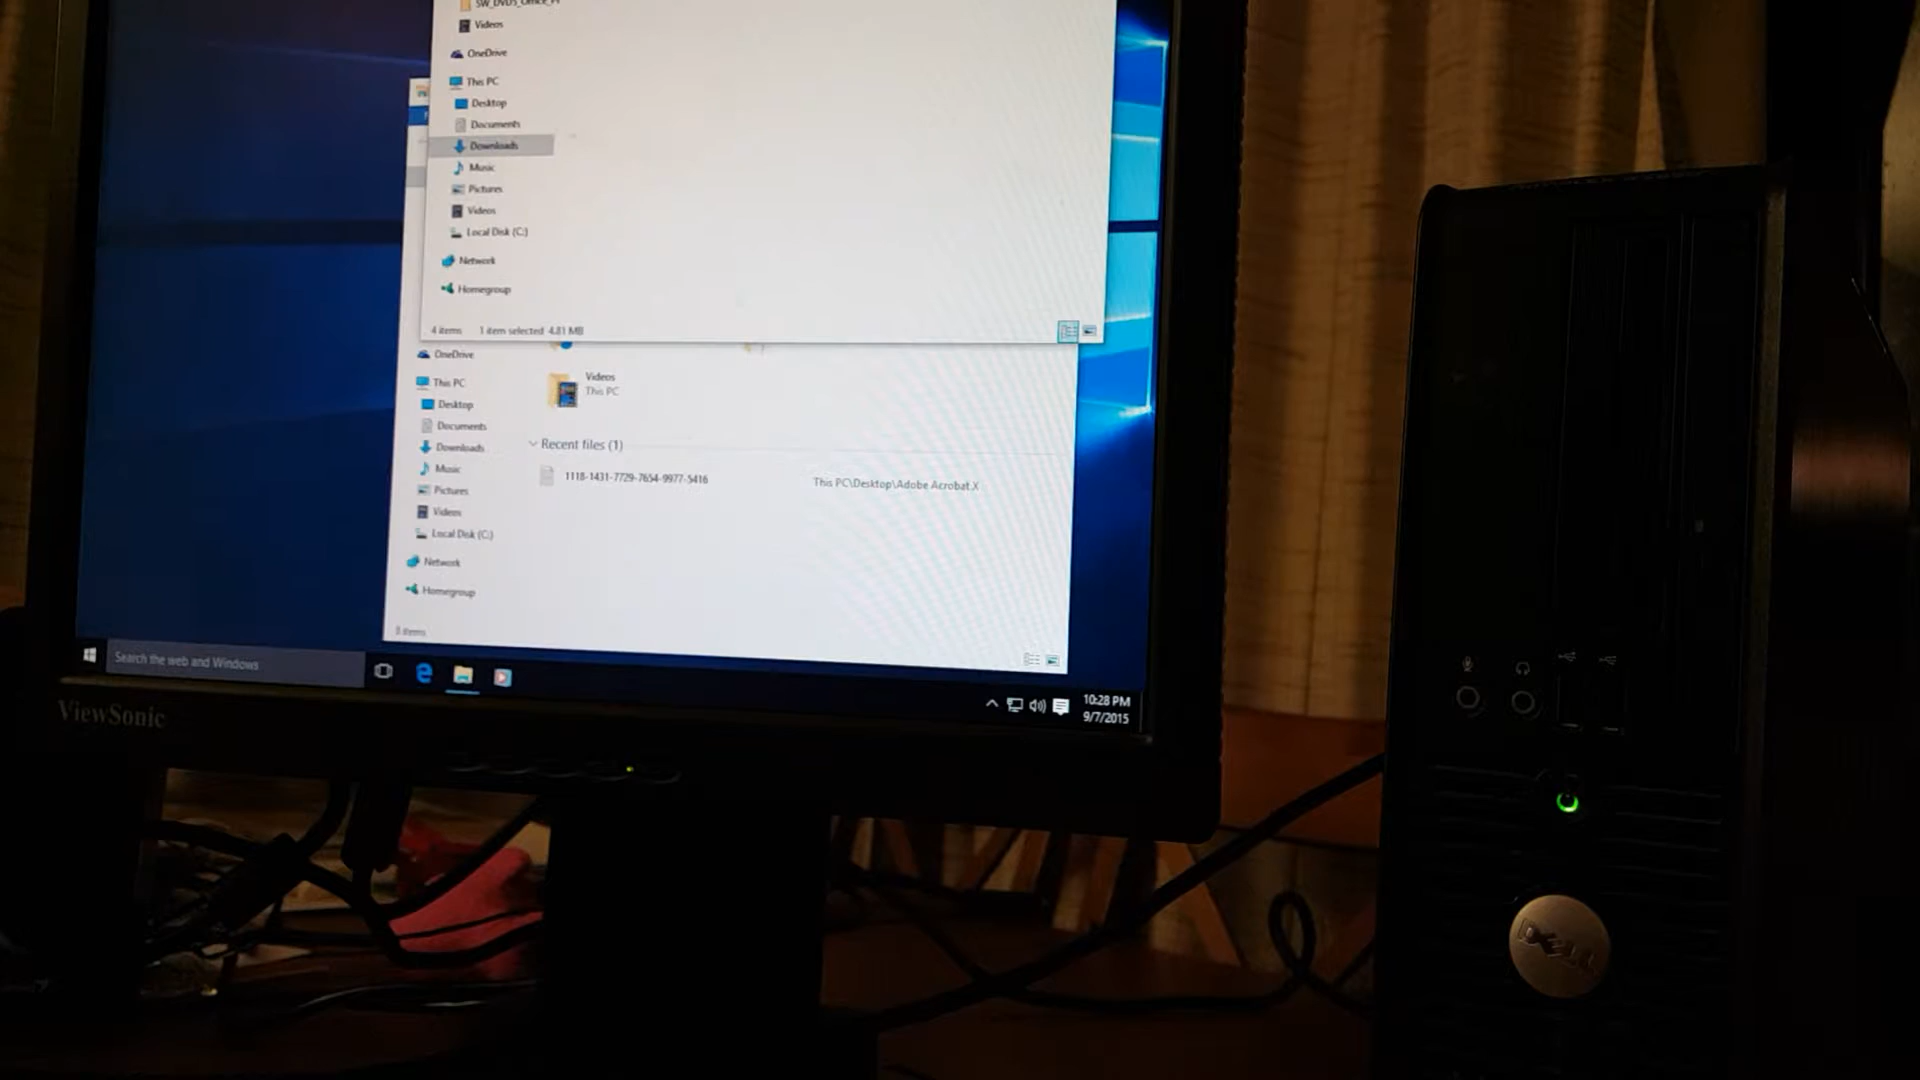 SW_DVD5_Office_Pr
Videos
OneDrive
This PC
Desktop
Documents
Downloads
Music
Pictures
Videos
Local Disk (C:)
Network
Homegroup
4 items 1 item selected 4.81 MB
OneDrive
This PC
Desktop
Documents
Downloads
Music
Pictures
Videos
Local Disk (C:)
Network
Homegroup
8 items
Videos
This PC
Recent files (1)
1118-1431-7729-7654-9977-5416 This PC\Desktop\Adobe Acrobat X
Search the web and Windows
10:28 PM
9/7/2015
ViewSonic
DELL